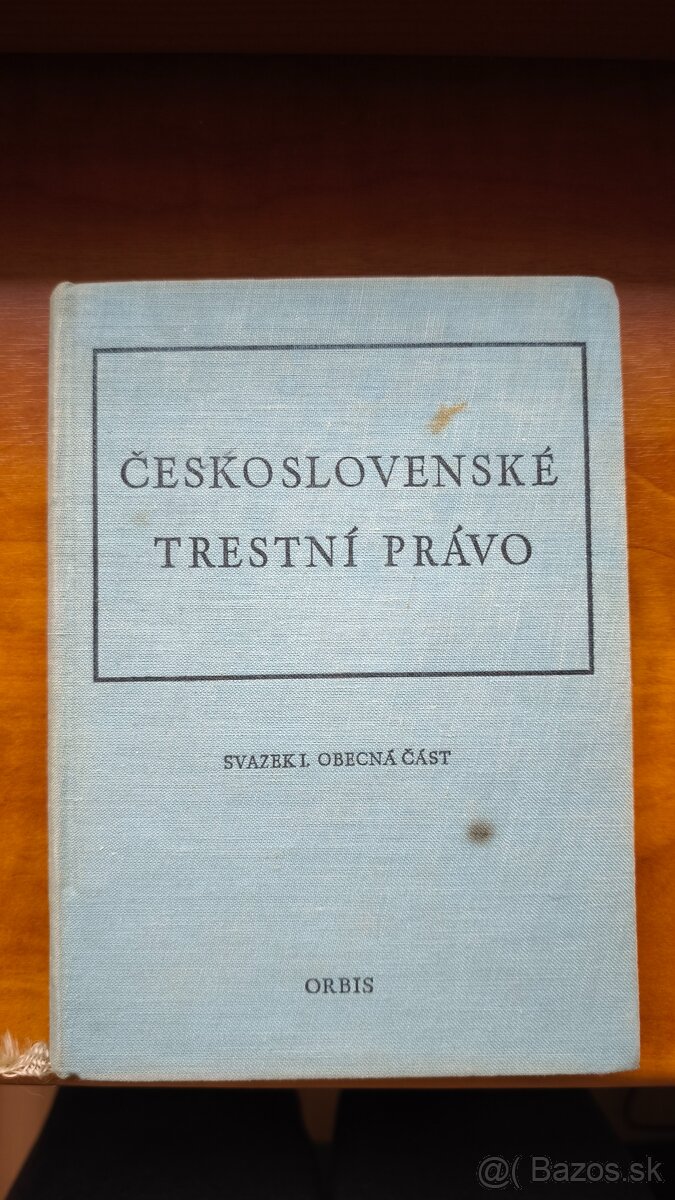 ČESKOSLOVENSKÉ
TRESTNÍ PRÁVO
SVAZEK I. OBECNÁ ČÁST
ORBIS
@( Bazos.sk